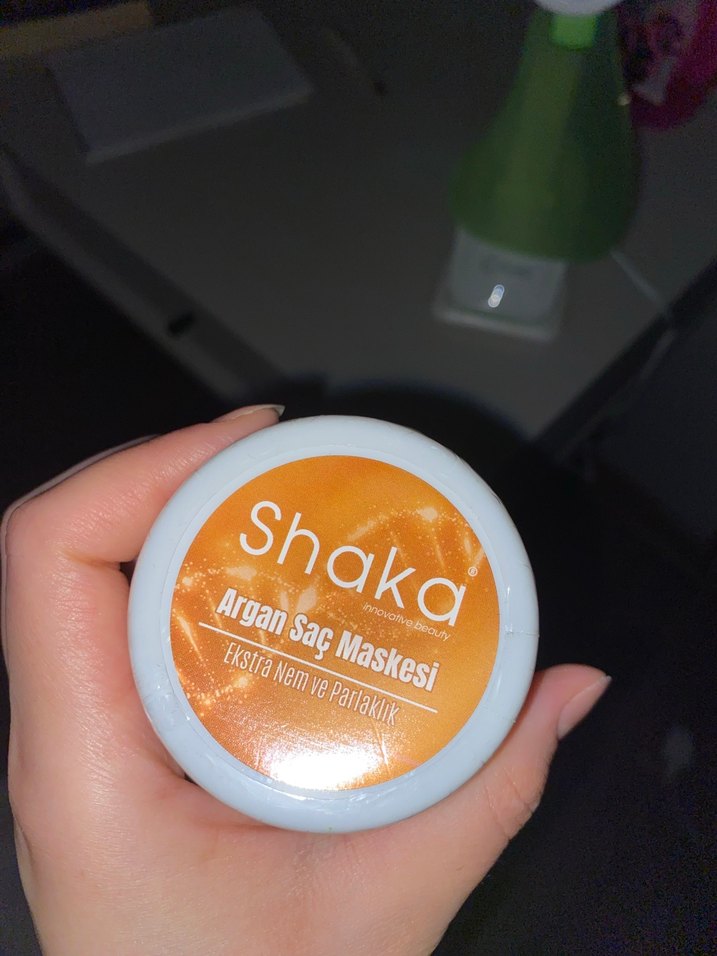 Shaka®
innovative beauty
Argan Saç Maskesi
Ekstra Nem ve Parlaklık